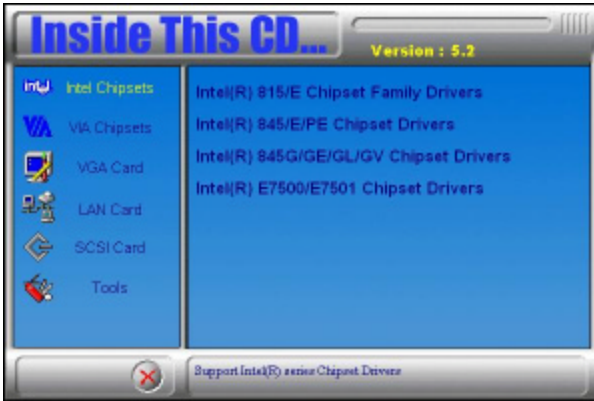 Inside This CD...
Version : 5.2
intel Intel Chipsets
VIA VIA Chipsets
VGA Card
LAN Card
SCSI Card
Tools
Intel(R) 815/E Chipset Family Drivers
Intel(R) 845/E/PE Chipset Drivers
Intel(R) 845G/GE/GL/GV Chipset Drivers
Intel(R) E7500/E7501 Chipset Drivers
Support Intel(R) series Chipset Drivers